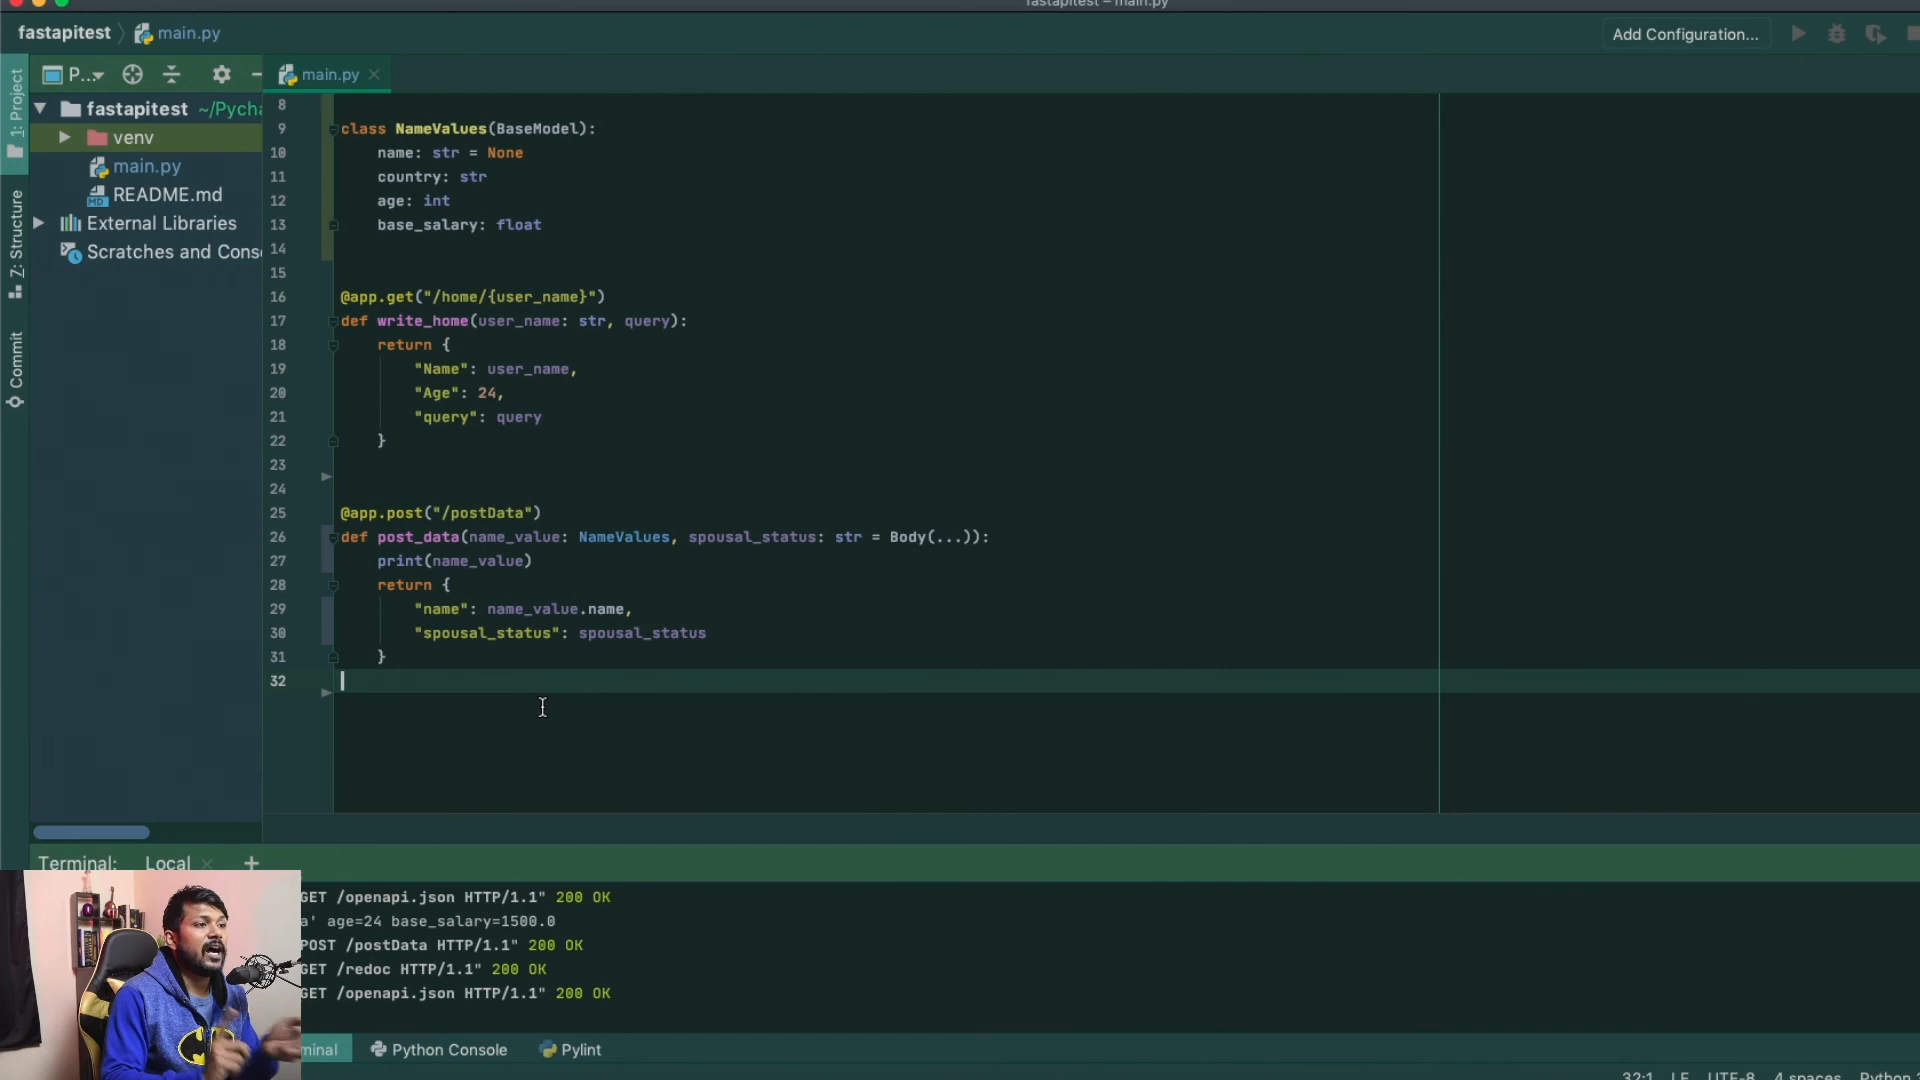 fastapitest – main.py
fastapitest
main.py
Add Configuration...
P...
main.py
1: Project
7: Structure
Commit
fastapitest ~/Pycha
venv
main.py
README.md
External Libraries
Scratches and Cons
8
9 class NameValues(BaseModel):
10 name: str = None
11 country: str
12 age: int
13 base_salary: float
14
15
16 @app.get("/home/{user_name}")
17 def write_home(user_name: str, query):
18 return {
19 "Name": user_name,
20 "Age": 24,
21 "query": query
22 }
23
24
25 @app.post("/postData")
26 def post_data(name_value: NameValues, spousal_status: str = Body(...)):
27 print(name_value)
28 return {
29 "name": name_value.name,
30 "spousal_status": spousal_status
31 }
32
Terminal: Local
GET /openapi.json HTTP/1.1" 200 OK
a' age=24 base_salary=1500.0
POST /postData HTTP/1.1" 200 OK
GET /redoc HTTP/1.1" 200 OK
GET /openapi.json HTTP/1.1" 200 OK
minal
Python Console
Pylint
32:1 LF UTF-8 4 spaces Python